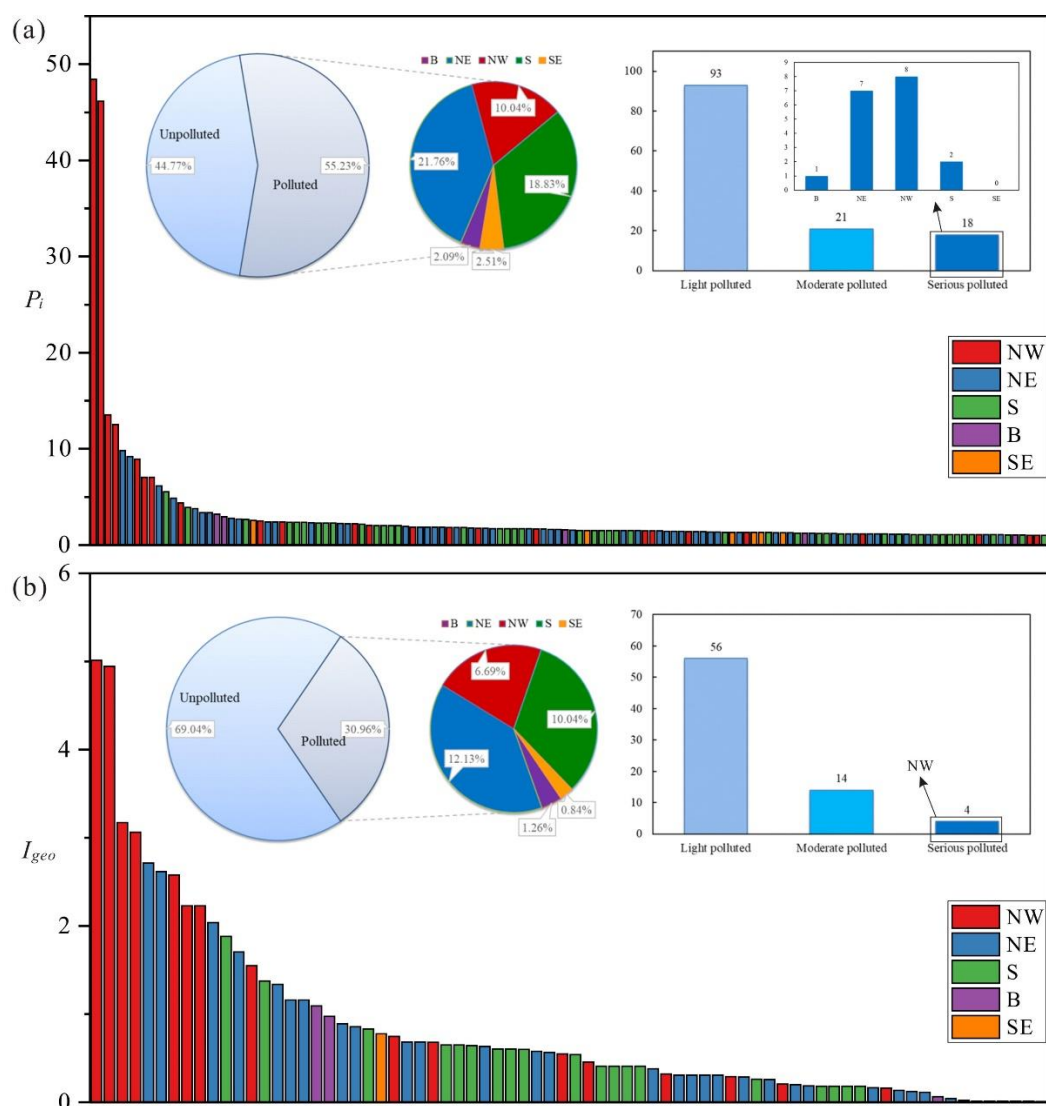 (a)
50
40
30
20
10
0
P_i
Unpolluted
44.77%
Polluted
55.23%
B NE NW S SE
10.04%
21.76%
18.83%
2.09%
2.51%
100
80
60
40
20
0
93
21
18
Light polluted Moderate polluted Serious polluted
9
8
7
6
5
4
3
2
1
0
1
7
8
2
0
B NE NW S SE
NW
NE
S
B
SE
(b)
6
4
2
0
I_geo
Unpolluted
69.04%
Polluted
30.96%
B NE NW S SE
6.69%
10.04%
12.13%
0.84%
1.26%
70
60
50
40
30
20
10
0
56
14
4
NW
Light polluted Moderate polluted Serious polluted
NW
NE
S
B
SE